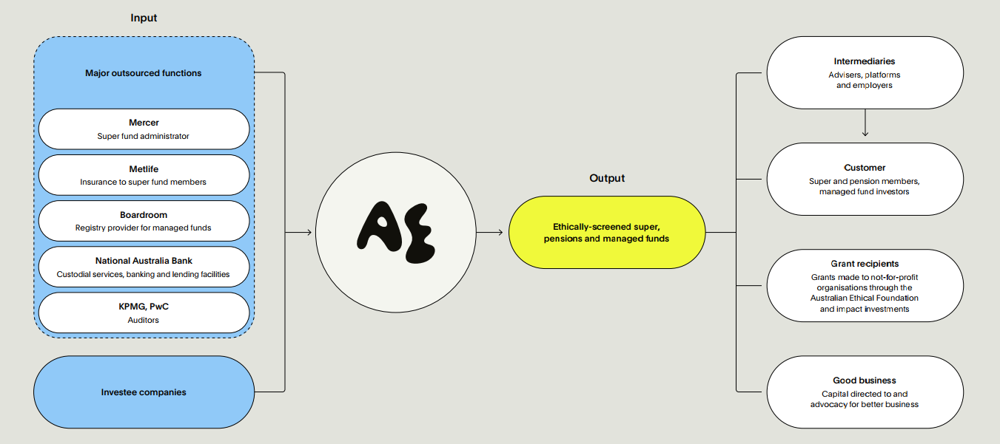 Input
Major outsourced functions
Mercer
Super fund administrator
Metlife
Insurance to super fund members
Boardroom
Registry provider for managed funds
National Australia Bank
Custodial services, banking and lending facilities
KPMG, PwC
Auditors
Investee companies
AE
Output
Ethically-screened super,
pensions and managed funds
Intermediaries
Advisers, platforms
and employers
Customer
Super and pension members,
managed fund investors
Grant recipients
Grants made to not-for-profit
organisations through the
Australian Ethical Foundation
and impact investments
Good business
Capital directed to and
advocacy for better business